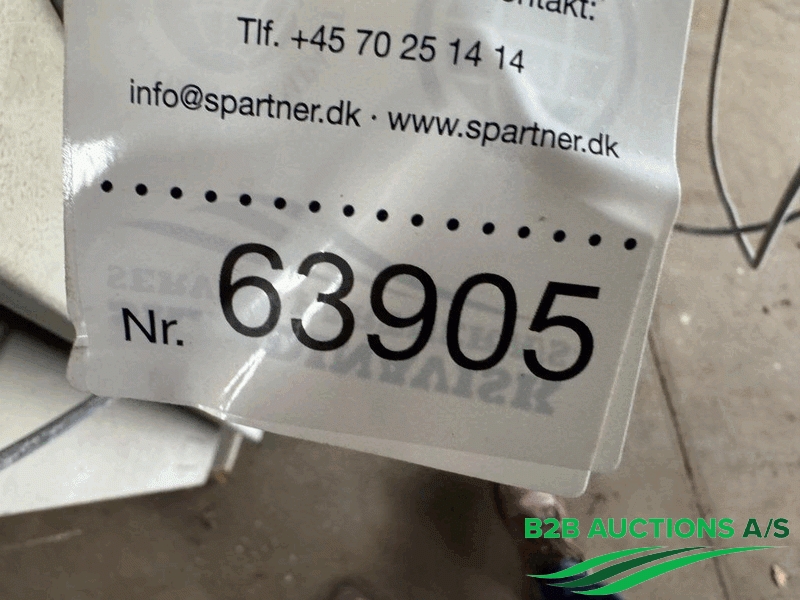 Tlf. +45 70 25 14 14
info@spartner.dk · www.spartner.dk
Nr. 63905
B2B AUCTIONS A/S